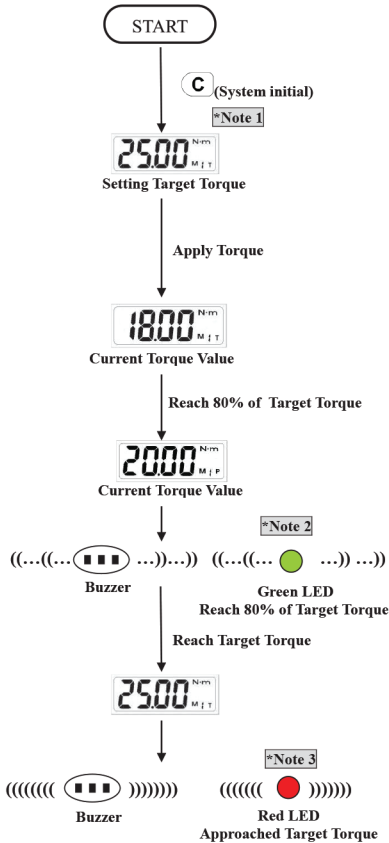 START
C (System initial)
*Note 1
25.00 N·m
M I T
Setting Target Torque
Apply Torque
18.00 N·m
M I T
Current Torque Value
Reach 80% of Target Torque
20.00 N·m
M I P
Current Torque Value
*Note 2
((…((… …))…)) ((…((… …)) …))
Buzzer
Green LED
Reach 80% of Target Torque
Reach Target Torque
25.00 N·m
M I T
*Note 3
(((((((( )))))))) ((((((( )))))))
Buzzer
Red LED
Approached Target Torque